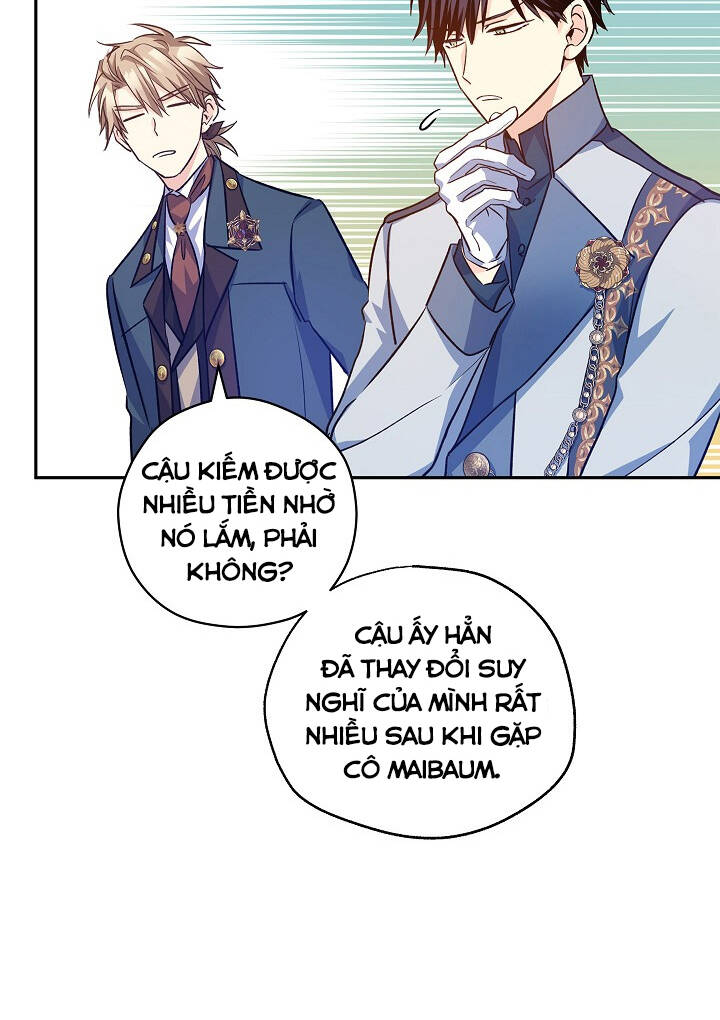 CẬU KIẾM ĐƯỢC
NHIỀU TIỀN NHỜ
NÓ LẮM, PHẢI
KHÔNG?
CẬU ẤY HẲN
ĐÃ THAY ĐỔI SUY
NGHĨ CỦA MÌNH RẤT
NHIỀU SAU KHI GẶP
CÔ MAIBAUM.